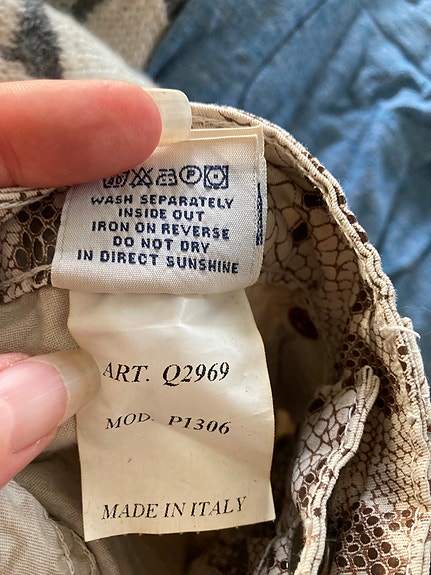 P
WASH SEPARATELY
INSIDE OUT
IRON ON REVERSE
DO NOT DRY
IN DIRECT SUNSHINE
ART. Q2969
MOD. P1306
MADE IN ITALY